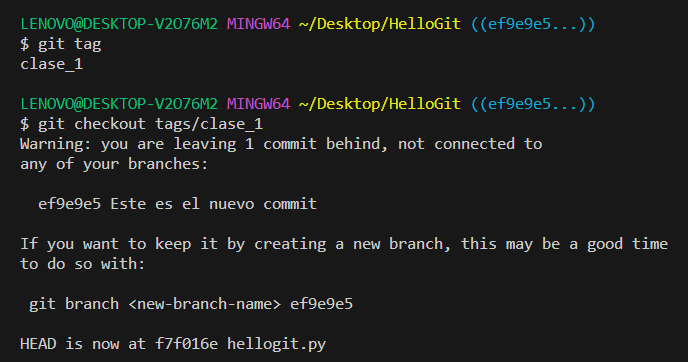 LENOVO@DESKTOP-V2O76M2 MINGW64 ~/Desktop/HelloGit ((ef9e9e5...))
$ git tag
clase_1
LENOVO@DESKTOP-V2O76M2 MINGW64 ~/Desktop/HelloGit ((ef9e9e5...))
$ git checkout tags/clase_1
Warning: you are leaving 1 commit behind, not connected to
any of your branches:
ef9e9e5 Este es el nuevo commit
If you want to keep it by creating a new branch, this may be a good time
to do so with:
git branch <new-branch-name> ef9e9e5
HEAD is now at f7f016e hellogit.py